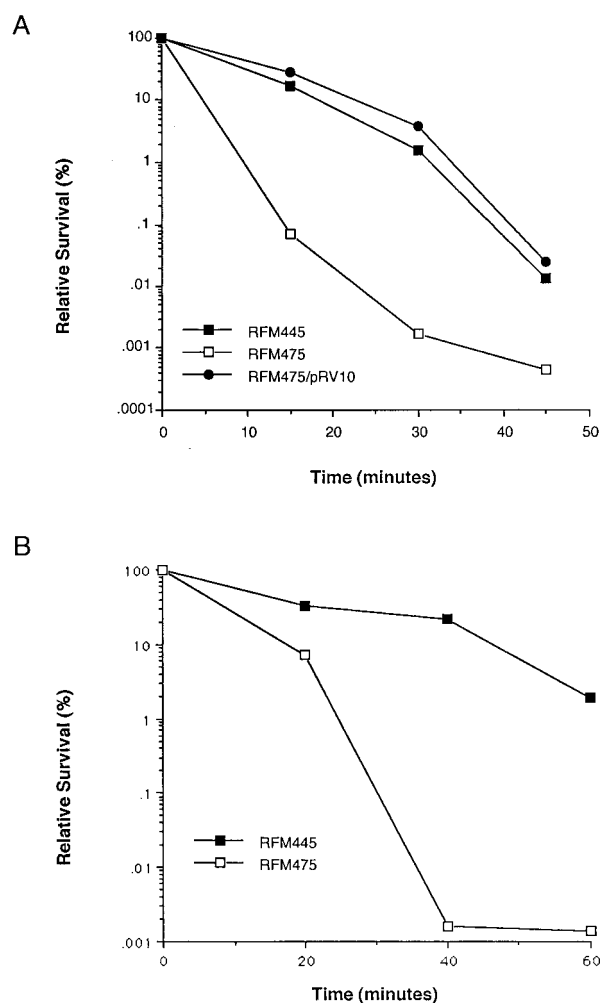 A
Relative Survival (%)
100
10
1
.1
.01
.001
.0001
RFM445
RFM475
RFM475/pRV10
0
10
20
30
40
50
Time (minutes)
B
Relative Survival (%)
100
10
1
.1
.01
.001
RFM445
RFM475
0
20
40
60
Time (minutes)